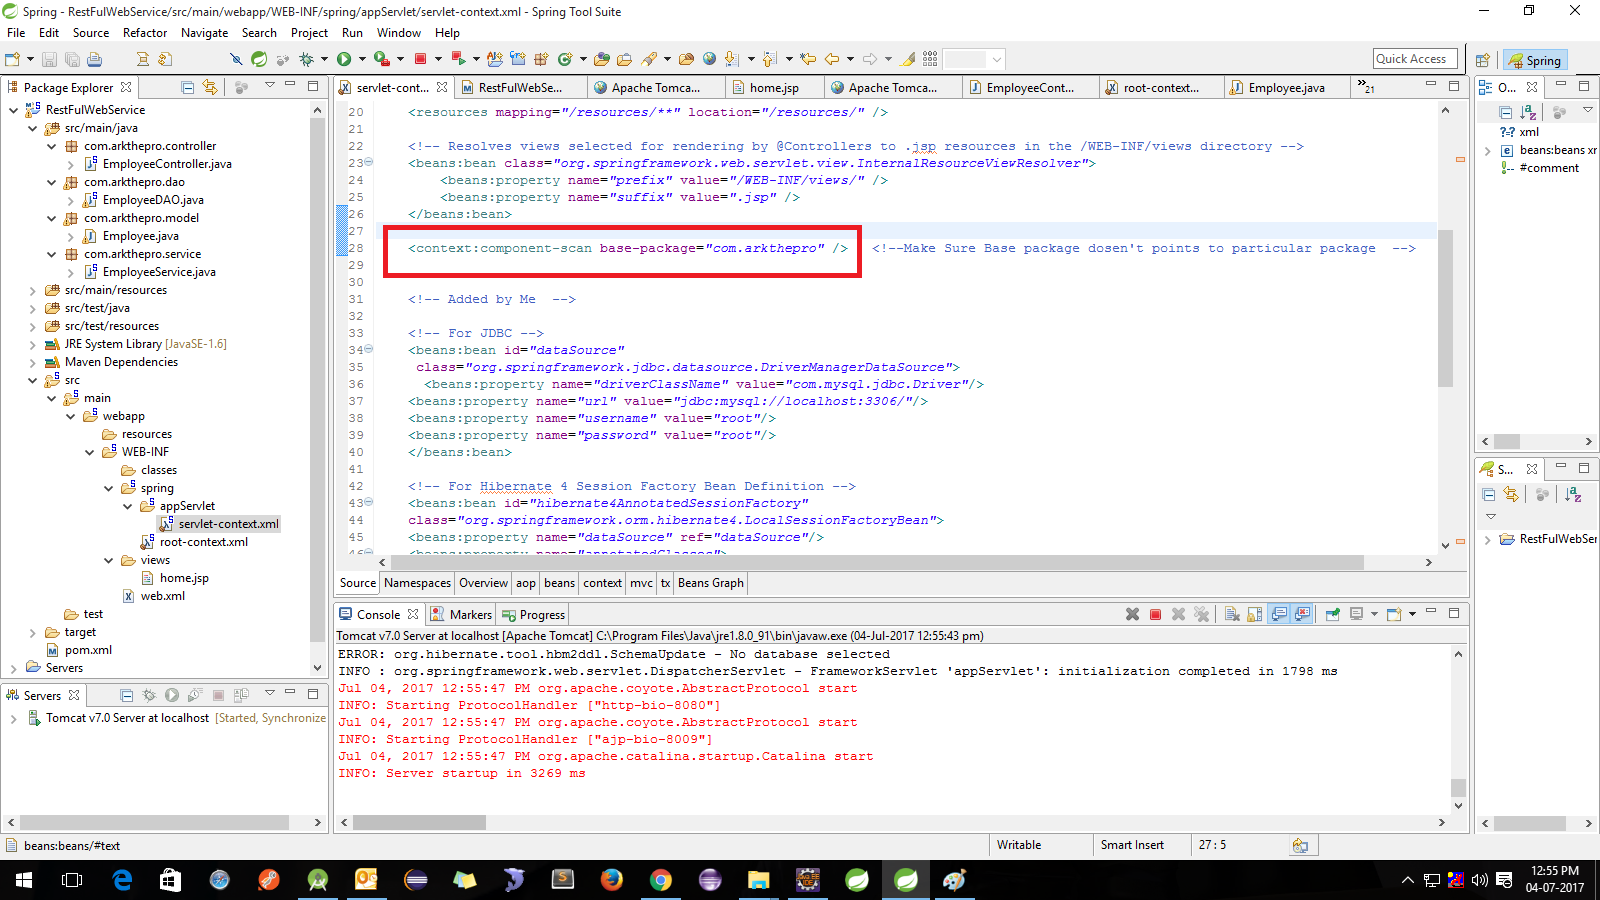 Spring - RestFulWebService/src/main/webapp/WEB-INF/spring/appServlet/servlet-context.xml - Spring Tool Suite
File Edit Source Refactor Navigate Search Project Run Window Help
Quick Access
Spring
Package Explorer
RestFulWebService
src/main/java
com.arkthepro.controller
EmployeeController.java
com.arkthepro.dao
EmployeeDAO.java
com.arkthepro.model
Employee.java
com.arkthepro.service
EmployeeService.java
src/main/resources
src/test/java
src/test/resources
JRE System Library [JavaSE-1.6]
Maven Dependencies
src
main
webapp
resources
WEB-INF
classes
spring
appServlet
servlet-context.xml
root-context.xml
views
home.jsp
web.xml
test
target
pom.xml
Servers
servlet-cont... RestFulWebSe... Apache Tomca... home.jsp Apache Tomca... EmployeeCont... root-context... Employee.java »21
20 <resources mapping="/resources/**" location="/resources/" />
21
22 <!-- Resolves views selected for rendering by @Controllers to .jsp resources in the /WEB-INF/views directory -->
23 <beans:bean class="org.springframework.web.servlet.view.InternalResourceViewResolver">
24 <beans:property name="prefix" value="/WEB-INF/views/" />
25 <beans:property name="suffix" value=".jsp" />
26 </beans:bean>
27
28 <context:component-scan base-package="com.arkthepro" /> <!--Make Sure Base package dosen't points to particular package -->
29
30
31 <!-- Added by Me -->
32
33 <!-- For JDBC -->
34 <beans:bean id="dataSource"
35 class="org.springframework.jdbc.datasource.DriverManagerDataSource">
36 <beans:property name="driverClassName" value="com.mysql.jdbc.Driver"/>
37 <beans:property name="url" value="jdbc:mysql://localhost:3306/"/>
38 <beans:property name="username" value="root"/>
39 <beans:property name="password" value="root"/>
40 </beans:bean>
41
42 <!-- For Hibernate 4 Session Factory Bean Definition -->
43 <beans:bean id="hibernate4AnnotatedSessionFactory"
44 class="org.springframework.orm.hibernate4.LocalSessionFactoryBean">
45 <beans:property name="dataSource" ref="dataSource"/>
46 <beans:property name="annotatedClasses">
Source Namespaces Overview aop beans context mvc tx Beans Graph
O...
xml
beans:beans xr
#comment
S...
RestFulWebSer
Servers
Tomcat v7.0 Server at localhost [Started, Synchronize
Console Markers Progress
Tomcat v7.0 Server at localhost [Apache Tomcat] C:\Program Files\Java\jre1.8.0_91\bin\javaw.exe (04-Jul-2017 12:55:43 pm)
ERROR: org.hibernate.tool.hbm2ddl.SchemaUpdate - No database selected
INFO : org.springframework.web.servlet.DispatcherServlet - FrameworkServlet 'appServlet': initialization completed in 1798 ms
Jul 04, 2017 12:55:47 PM org.apache.coyote.AbstractProtocol start
INFO: Starting ProtocolHandler ["http-bio-8080"]
Jul 04, 2017 12:55:47 PM org.apache.coyote.AbstractProtocol start
INFO: Starting ProtocolHandler ["ajp-bio-8009"]
Jul 04, 2017 12:55:47 PM org.apache.catalina.startup.Catalina start
INFO: Server startup in 3269 ms
beans:beans/#text
Writable Smart Insert 27 : 5
12:55 PM
04-07-2017